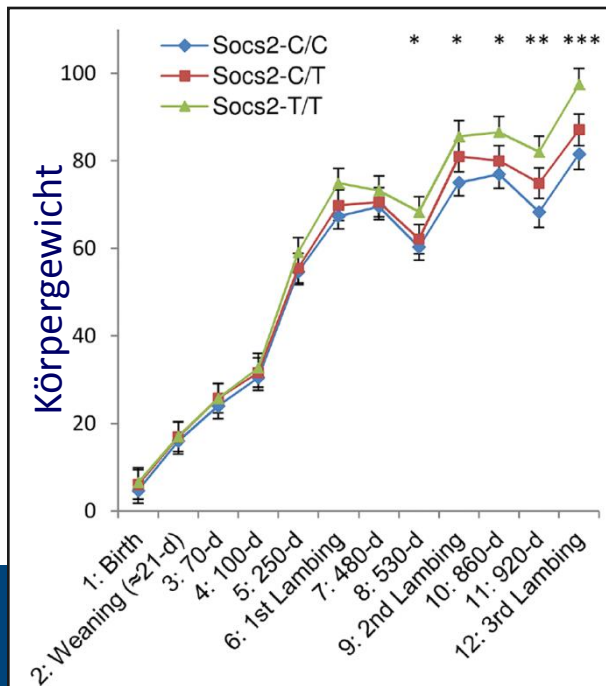 * * * ** ***
Socs2-C/C
Socs2-C/T
Socs2-T/T
Körpergewicht
100
80
60
40
20
0
1: Birth
2: Weaning (≈21-d)
3: 70-d
4: 100-d
5: 250-d
6: 1st Lambing
7: 480-d
8: 530-d
9: 2nd Lambing
10: 860-d
11: 920-d
12: 3rd Lambing